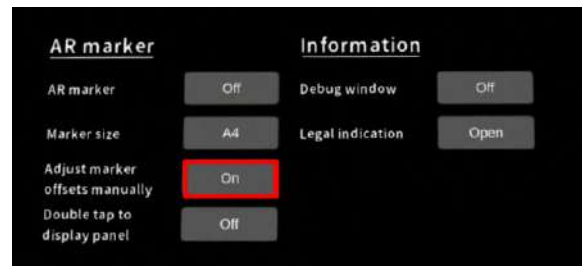 AR marker
AR marker Off
Marker size A4
Adjust marker
offsets manually On
Double tap to
display panel Off
Information
Debug window Off
Legal indication Open